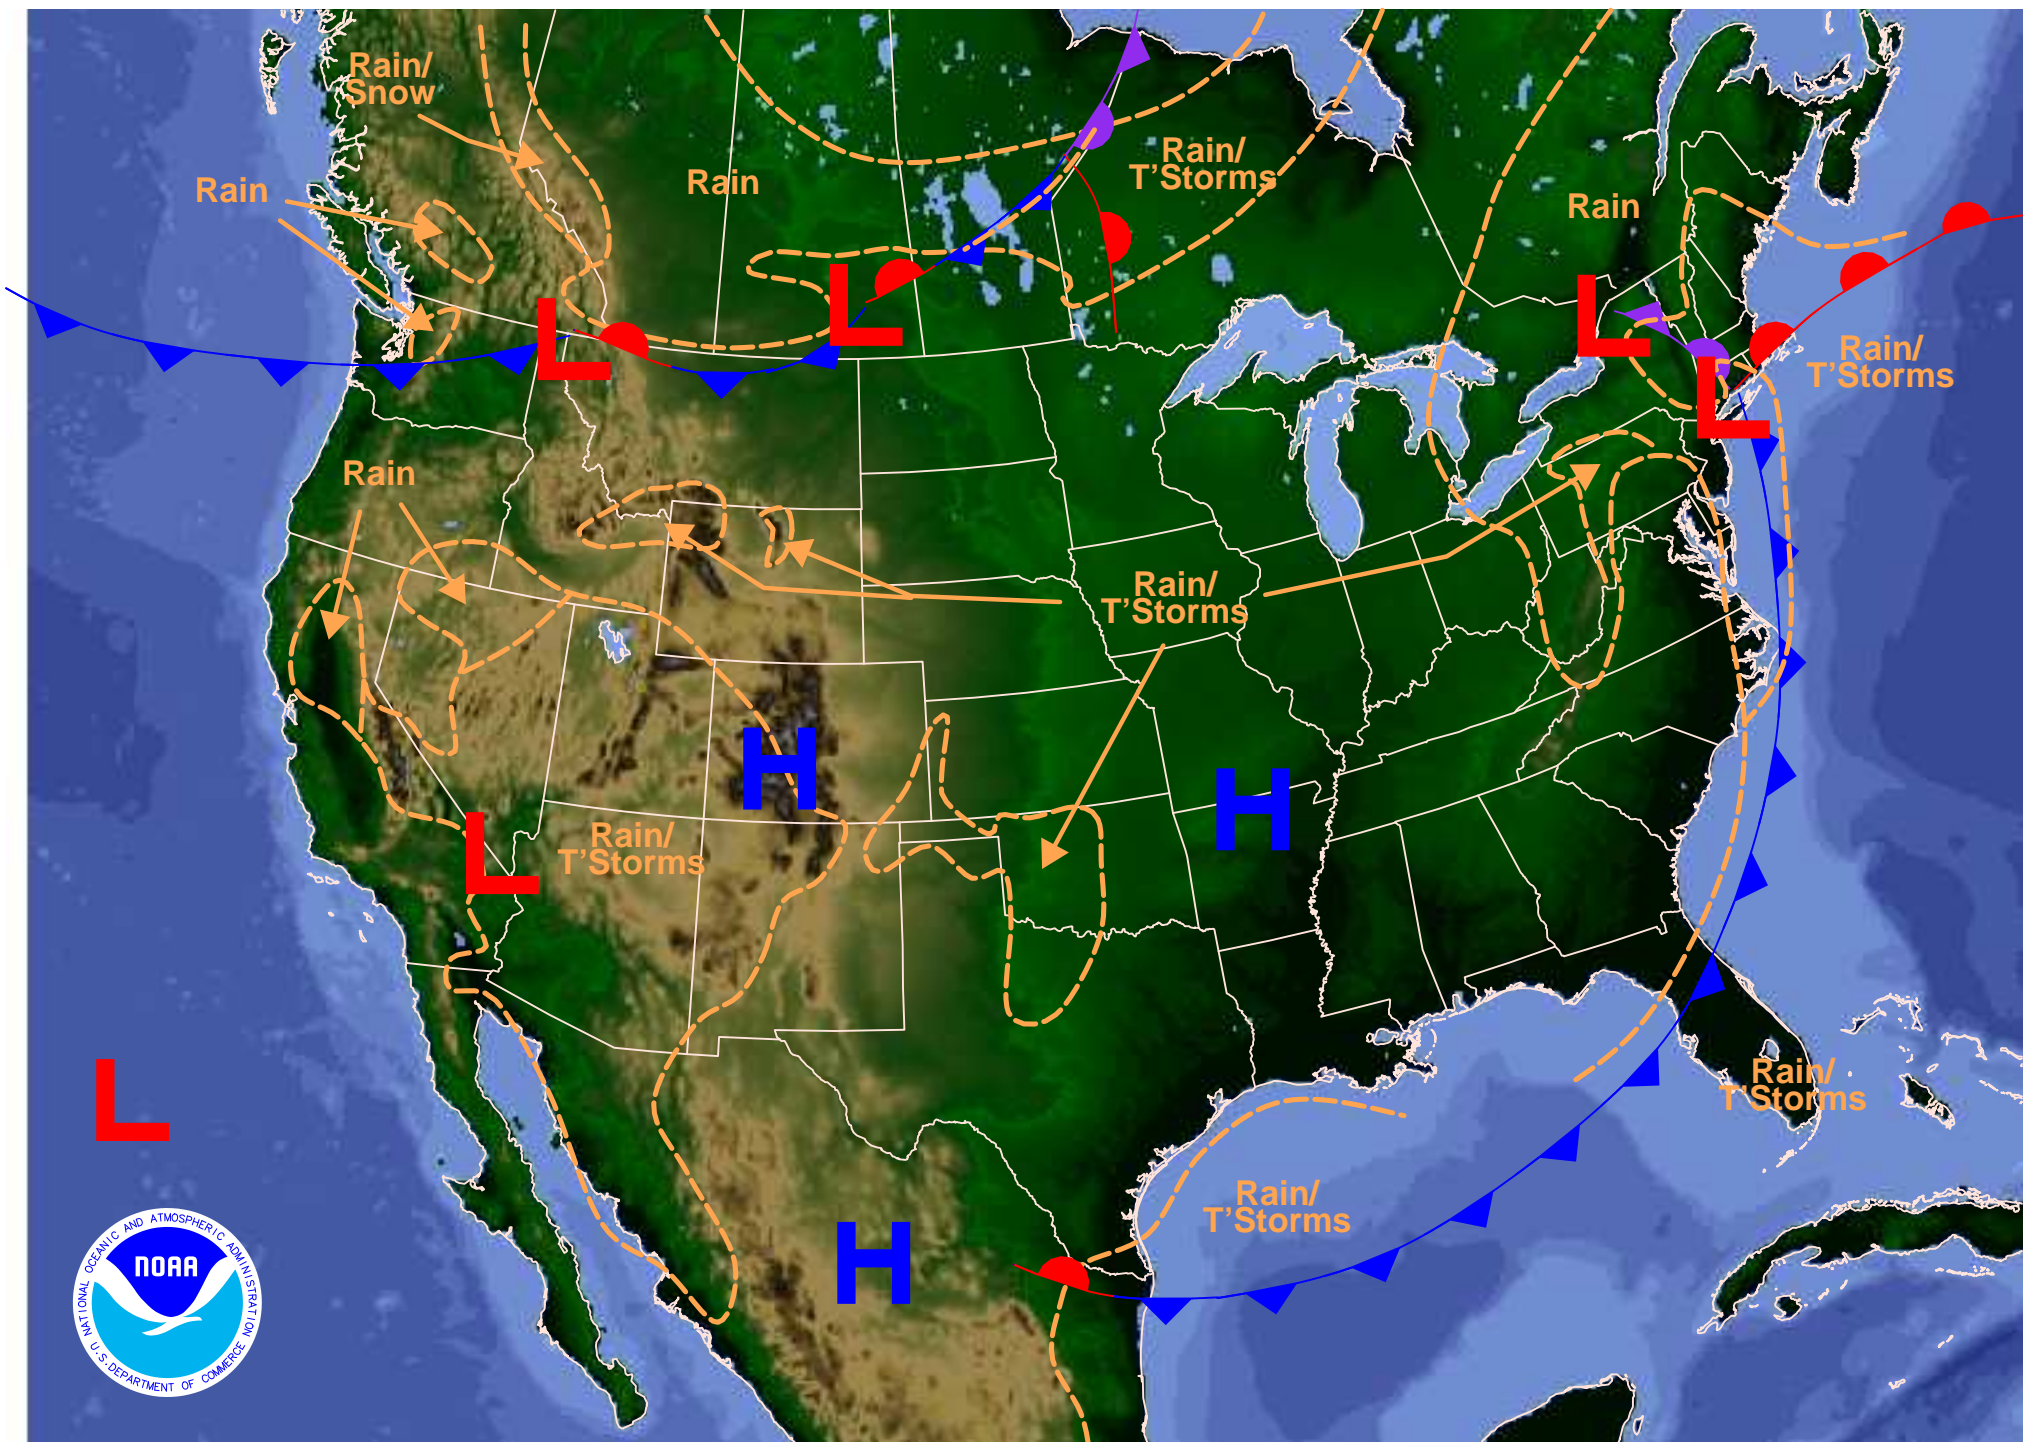 Rain/
Snow
Rain
Rain
Rain/
T'Storms
Rain
Rain/
T'Storms
Rain
Rain/
T'Storms
Rain/
T'Storms
Rain/
T'Storms
Rain/
T'Storms
L
L
L
L
H
H
L
L
H
NATIONAL OCEANIC AND ATMOSPHERIC ADMINISTRATION
NOAA
U.S. DEPARTMENT OF COMMERCE